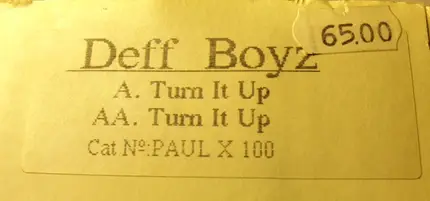 Deff Boyz
65.00
A. Turn It Up
AA. Turn It Up
Cat Nº:PAUL X 100